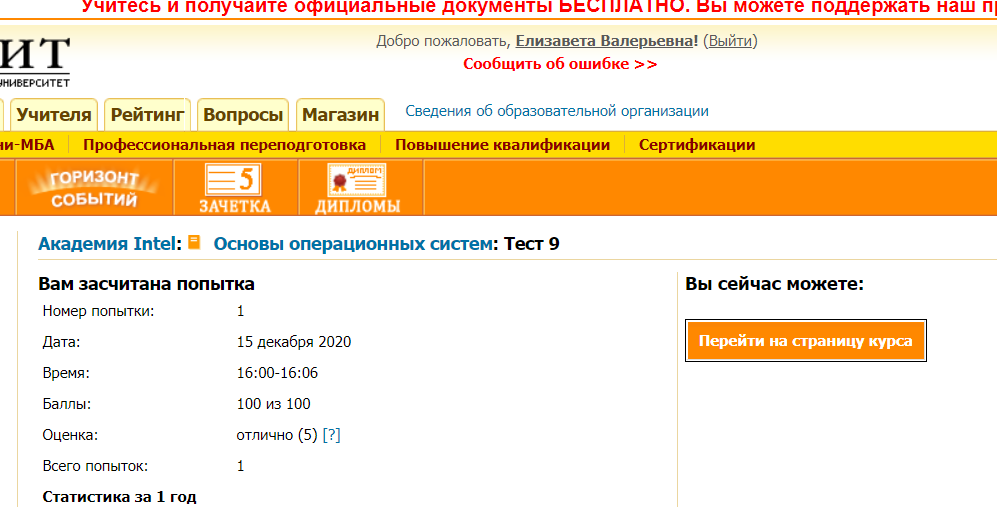 Учитесь и получайте официальные документы БЕСПЛАТНО. Вы можете поддержать наш
ИТ
УНИВЕРСИТЕТ
Добро пожаловать, Елизавета Валерьевна! (Выйти)
Сообщить об ошибке >>
Учителя Рейтинг Вопросы Магазин Сведения об образовательной организации
ни-МБА Профессиональная переподготовка Повышение квалификации Сертификации
ГОРИЗОНТ СОБЫТИЙ
5
ЗАЧЕТКА
ДИПЛОМ
ДИПЛОМЫ
Академия Intel: Основы операционных систем: Тест 9
Вам засчитана попытка
Номер попытки: 1
Дата: 15 декабря 2020
Время: 16:00-16:06
Баллы: 100 из 100
Оценка: отлично (5) [?]
Всего попыток: 1
Статистика за 1 год
Вы сейчас можете:
Перейти на страницу курса